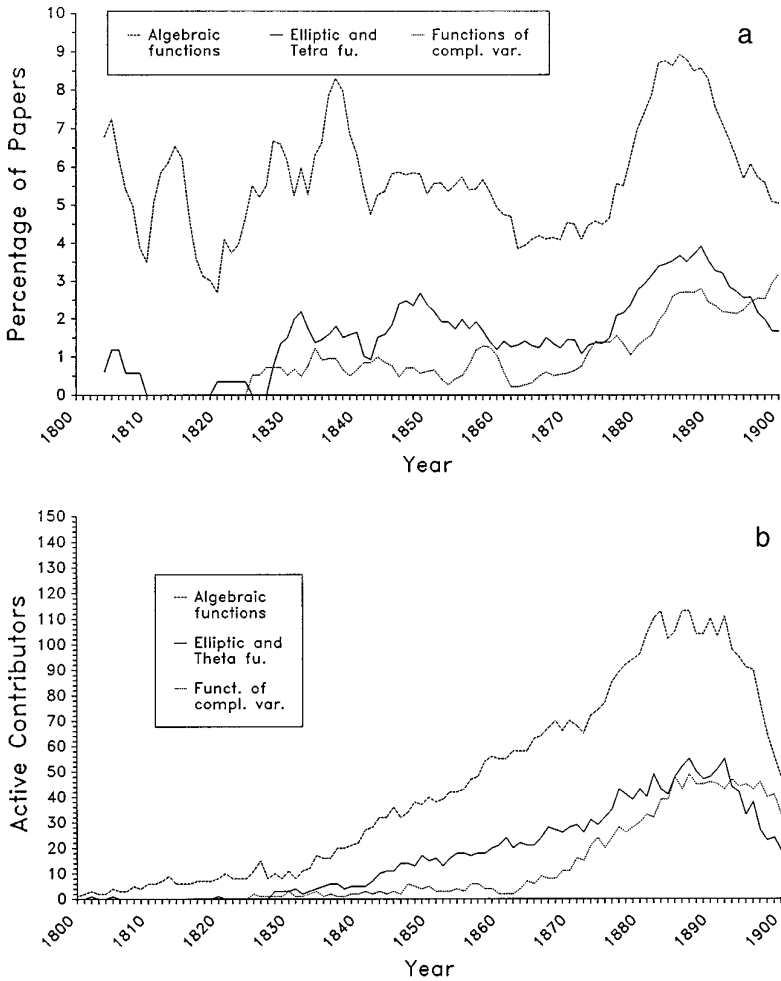 a
Algebraic
functions
Elliptic and
Tetra fu.
Functions of
compl. var.
Percentage of Papers
10
9
8
7
6
5
4
3
2
1
0
1800
1810
1820
1830
1840
1850
1860
1870
1880
1890
1900
Year
b
Algebraic
functions
Elliptic and
Theta fu.
Funct. of
compl. var.
Active Contributors
150
140
130
120
110
100
90
80
70
60
50
40
30
20
10
0
1800
1810
1820
1830
1840
1850
1860
1870
1880
1890
1900
Year